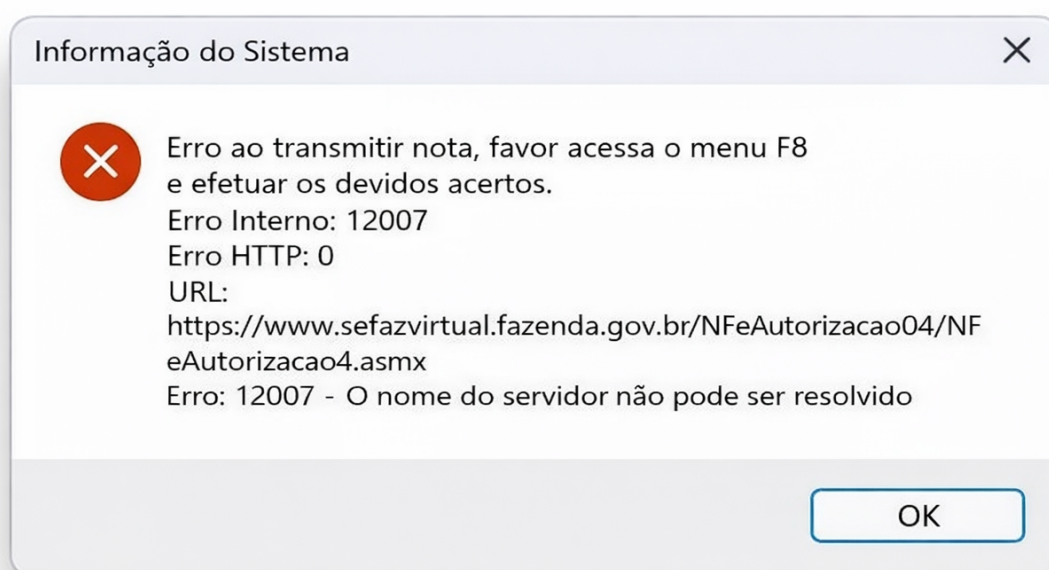 Informação do Sistema
Erro ao transmitir nota, favor acessa o menu F8
e efetuar os devidos acertos.
Erro Interno: 12007
Erro HTTP: 0
URL:
https://www.sefazvirtual.fazenda.gov.br/NFeAutorizacao04/NF
eAutorizacao4.asmx
Erro: 12007 - O nome do servidor não pode ser resolvido
OK